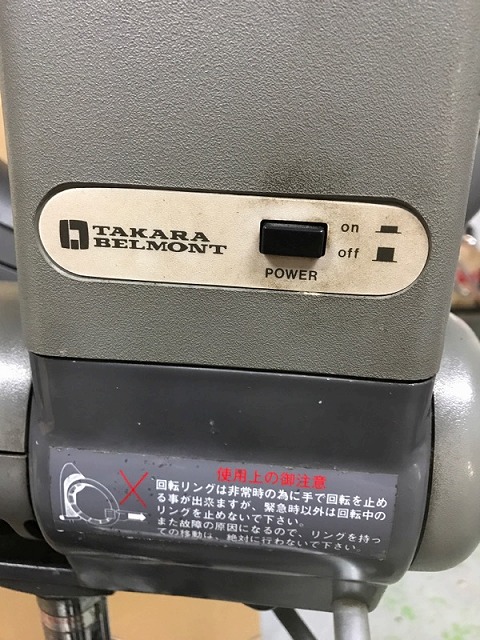 TAKARA
BELMONT
on
off
POWER
使用上の御注意
回転リングは非常時の為に手で回転を止め
る事が出来ますが、緊急時以外は回転中の
リングを止めないで下さい。
また故障の原因になるので、リングを持っ
ての移動は、絶対に行わないで下さい。